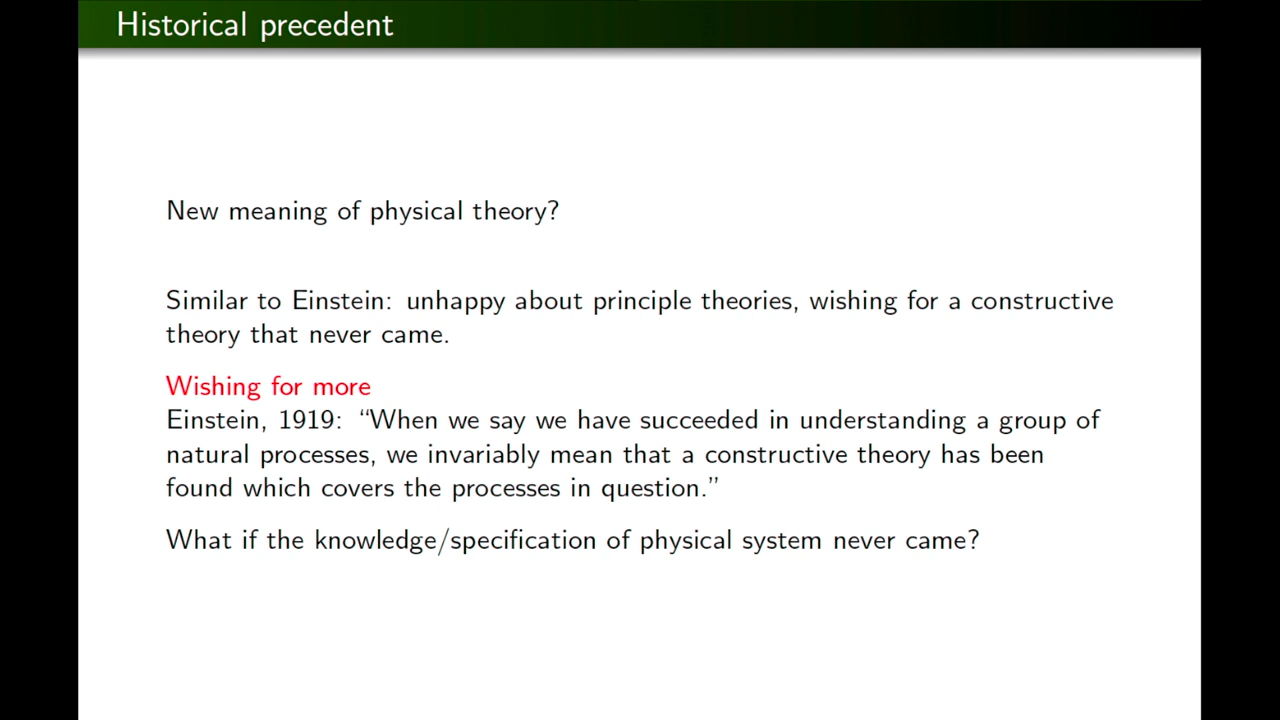 Historical precedent
New meaning of physical theory?
Similar to Einstein: unhappy about principle theories, wishing for a constructive
theory that never came.
Wishing for more
Einstein, 1919: “When we say we have succeeded in understanding a group of
natural processes, we invariably mean that a constructive theory has been
found which covers the processes in question.”
What if the knowledge/specification of physical system never came?